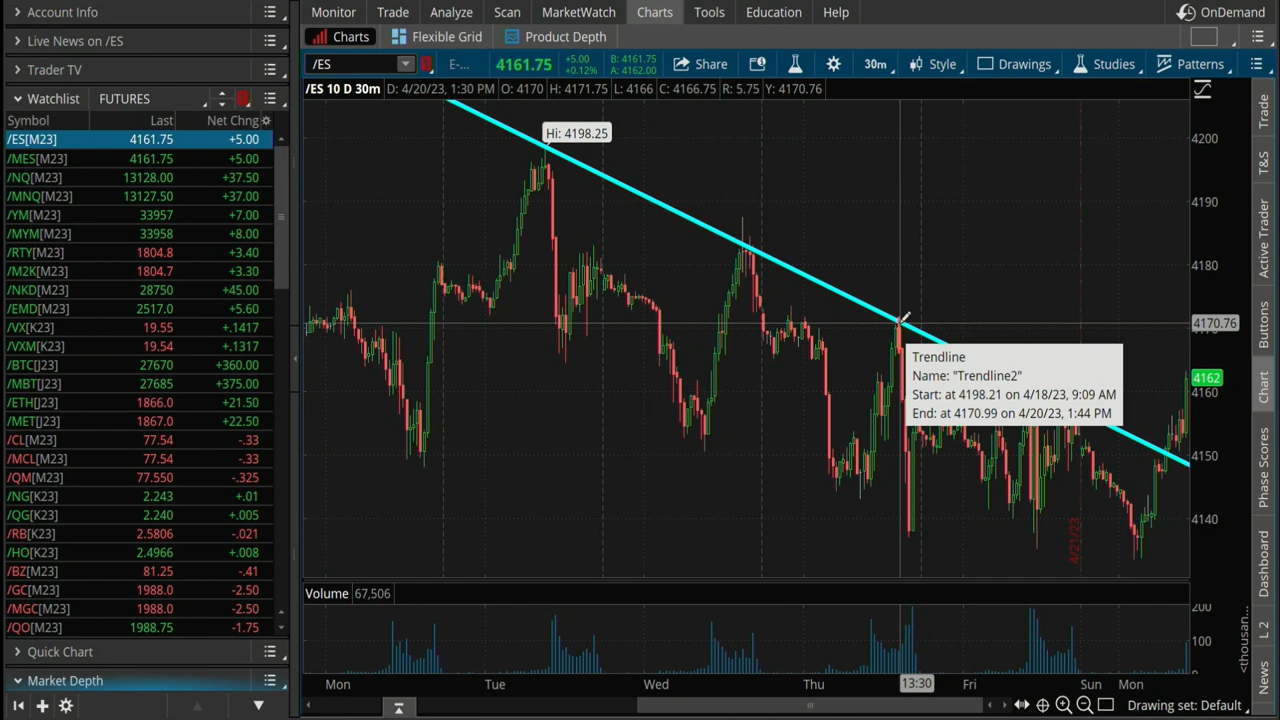 Account Info
Monitor Trade Analyze Scan MarketWatch Charts Tools Education Help OnDemand
Live News on /ES
Charts Flexible Grid Product Depth
Trader TV
/ES E-... 4161.75 +5.00 +0.12% B: 4161.75 A: 4162.00 Share 30m Style Drawings Studies Patterns
Watchlist FUTURES
/ES 10 D 30m D: 4/20/23, 1:30 PM O: 4170 H: 4171.75 L: 4166 C: 4166.75 R: 5.75 Y: 4170.76
Symbol Last Net Chng
/ES[M23] 4161.75 +5.00
/MES[M23] 4161.75 +5.00
/NQ[M23] 13128.00 +37.50
/MNQ[M23] 13127.50 +37.00
/YM[M23] 33957 +7.00
/MYM[M23] 33958 +8.00
/RTY[M23] 1804.8 +3.40
/M2K[M23] 1804.7 +3.30
/NKD[M23] 28750 +45.00
/EMD[M23] 2517.0 +5.60
/VX[K23] 19.55 +.1417
/VXM[K23] 19.54 +.1317
/BTC[J23] 27670 +360.00
/MBT[J23] 27685 +375.00
/ETH[J23] 1866.0 +21.50
/MET[J23] 1867.0 +22.50
/CL[M23] 77.54 -.33
/MCL[M23] 77.54 -.33
/QM[M23] 77.550 -.325
/NG[K23] 2.243 +.01
/QG[K23] 2.240 +.005
/RB[K23] 2.5806 -.021
/HO[K23] 2.4966 +.008
/BZ[M23] 81.25 -.41
/GC[M23] 1988.0 -2.50
/MGC[M23] 1988.0 -2.50
/QO[M23] 1988.75 -1.75
Quick Chart
Market Depth
Hi: 4198.25
Trendline
Name: "Trendline2"
Start: at 4198.21 on 4/18/23, 9:09 AM
End: at 4170.99 on 4/20/23, 1:44 PM
4/21/23
4200
4190
4180
4170.76
4162
4160
4150
4140
Volume 67,506
200
100
<thousan...
Mon Tue Wed Thu 13:30 Fri Sun Mon
Drawing set: Default
Trade
T&S
Active Trader
Buttons
Chart
Phase Scores
Dashboard
L 2
News